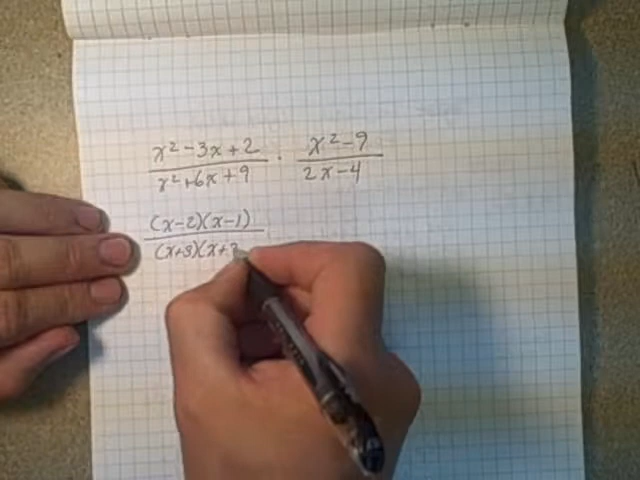 x² - 3x + 2 · x² - 9
x² + 6x + 9 2x - 4
(x-2)(x-1)
(x+3)(x+3